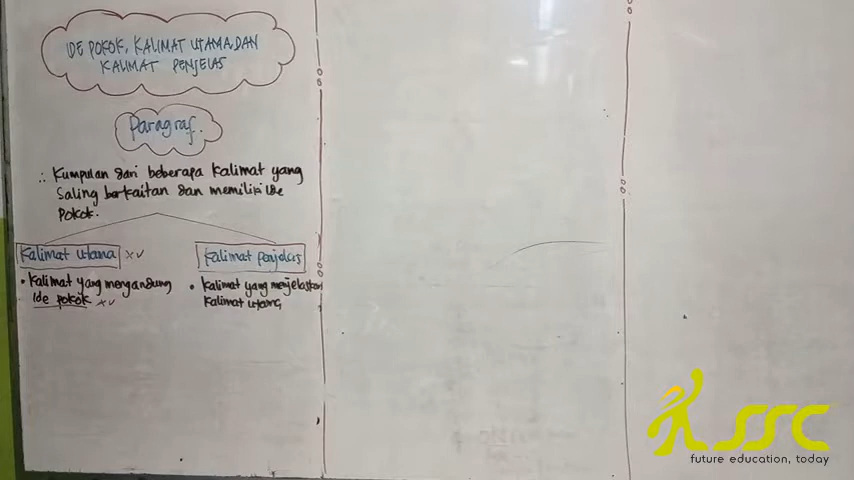 IDE POKOK, KALIMAT UTAMA, DAN
KALIMAT PENJELAS
Paragraf.
∴ Kumpulan dari beberapa kalimat yang
Saling berkaitan dan memiliki ide
Pokok.
Kalimat utama
• Kalimat yang mengandung
Ide pokok
Kalimat penjelas
• Kalimat yang menjelaskan
Kalimat utama
SSC
future education, today